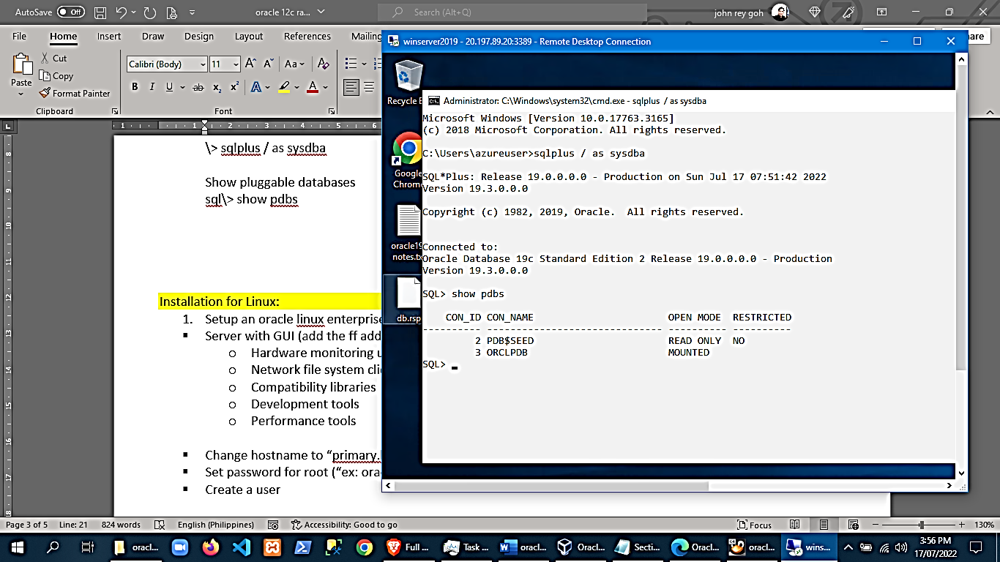 AutoSave Off
oracle 12c ra...
Search (Alt+Q)
john rey goh
File Home Insert Draw Design Layout References Mailing
Paste
Cut
Copy
Format Painter
Clipboard
Calibri (Body) 11
Font
\> sqlplus / as sysdba
Show pluggable databases
sql\> show pdbs
Installation for Linux:
1. Setup an oracle linux enterprise
Server with GUI (add the ff add
Hardware monitoring u
Network file system cli
Compatibility libraries
Development tools
Performance tools
Change hostname to “primary.
Set password for root (“ex: orac
Create a user
winserver2019 - 20.197.89.20:3389 - Remote Desktop Connection
Recycle B
Google
Chrom
oracle19
notes.tx
db.rsp
Administrator: C:\Windows\system32\cmd.exe - sqlplus / as sysdba
Microsoft Windows [Version 10.0.17763.3165]
(c) 2018 Microsoft Corporation. All rights reserved.
C:\Users\azureuser>sqlplus / as sysdba
SQL*Plus: Release 19.0.0.0.0 - Production on Sun Jul 17 07:51:42 2022
Version 19.3.0.0.0
Copyright (c) 1982, 2019, Oracle.  All rights reserved.
Connected to:
Oracle Database 19c Standard Edition 2 Release 19.0.0.0.0 - Production
Version 19.3.0.0.0
SQL> show pdbs
CON_ID CON_NAME OPEN MODE RESTRICTED
---------- ------------------------------ ---------- ----------
2 PDB$SEED READ ONLY NO
3 ORCLPDB MOUNTED
SQL>
Page 3 of 5 Line: 21 824 words English (Philippines) Accessibility: Good to go Focus 130%
oracl... Full ... Task ... oracl... Oracl... Secti... Oracl... oracl... wins...
3:56 PM
17/07/2022